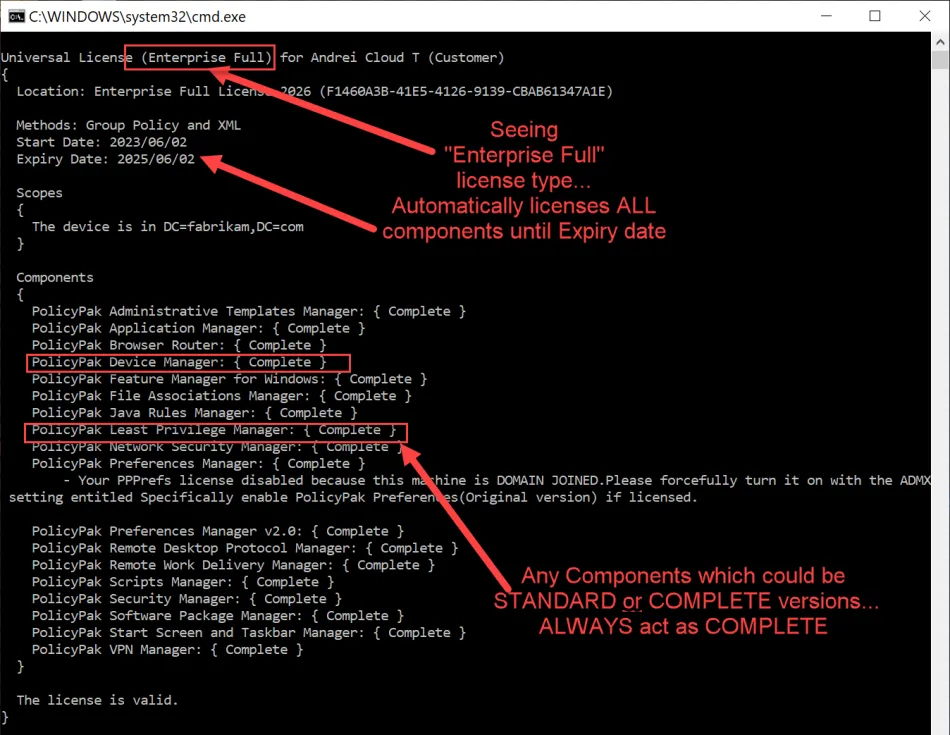 C:\WINDOWS\system32\cmd.exe
Universal License (Enterprise Full) for Andrei Cloud T (Customer)
{
Location: Enterprise Full License 2026 (F1460A3B-41E5-4126-9139-CBAB61347A1E)
Methods: Group Policy and XML
Start Date: 2023/06/02
Expiry Date: 2025/06/02
Seeing
"Enterprise Full"
license type...
Automatically licenses ALL
components until Expiry date
Scopes
{
The device is in DC=fabrikam,DC=com
}
Components
{
PolicyPak Administrative Templates Manager: { Complete }
PolicyPak Application Manager: { Complete }
PolicyPak Browser Router: { Complete }
PolicyPak Device Manager: { Complete }
PolicyPak Feature Manager for Windows: { Complete }
PolicyPak File Associations Manager: { Complete }
PolicyPak Java Rules Manager: { Complete }
PolicyPak Least Privilege Manager: { Complete }
PolicyPak Network Security Manager: { Complete }
PolicyPak Preferences Manager: { Complete }
- Your PPPrefs license disabled because this machine is DOMAIN JOINED.Please forcefully turn it on with the ADMX
setting entitled Specifically enable PolicyPak Preferences(Original version) if licensed.
PolicyPak Preferences Manager v2.0: { Complete }
PolicyPak Remote Desktop Protocol Manager: { Complete }
PolicyPak Remote Work Delivery Manager: { Complete }
PolicyPak Scripts Manager: { Complete }
PolicyPak Security Manager: { Complete }
PolicyPak Software Package Manager: { Complete }
PolicyPak Start Screen and Taskbar Manager: { Complete }
PolicyPak VPN Manager: { Complete }
}
Any Components which could be
STANDARD or COMPLETE versions...
ALWAYS act as COMPLETE
The license is valid.
}